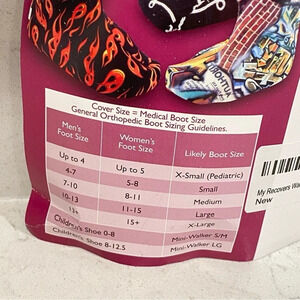 Cover Size = Medical Boot Size
General Orthopedic Boot Sizing Guidelines.
Men's Foot Size Women's Foot Size Likely Boot Size
Up to 4 Up to 5 X-Small (Pediatric)
4-7 5-8 Small
7-10 8-11 Medium
10-13 11-15 Large
13+ 15+ X-Large
Children's Shoe 0-8 Mini-Walker S/M
Children's Shoe 8-12.5 Mini-Walker LG
My Recovers Wal
New